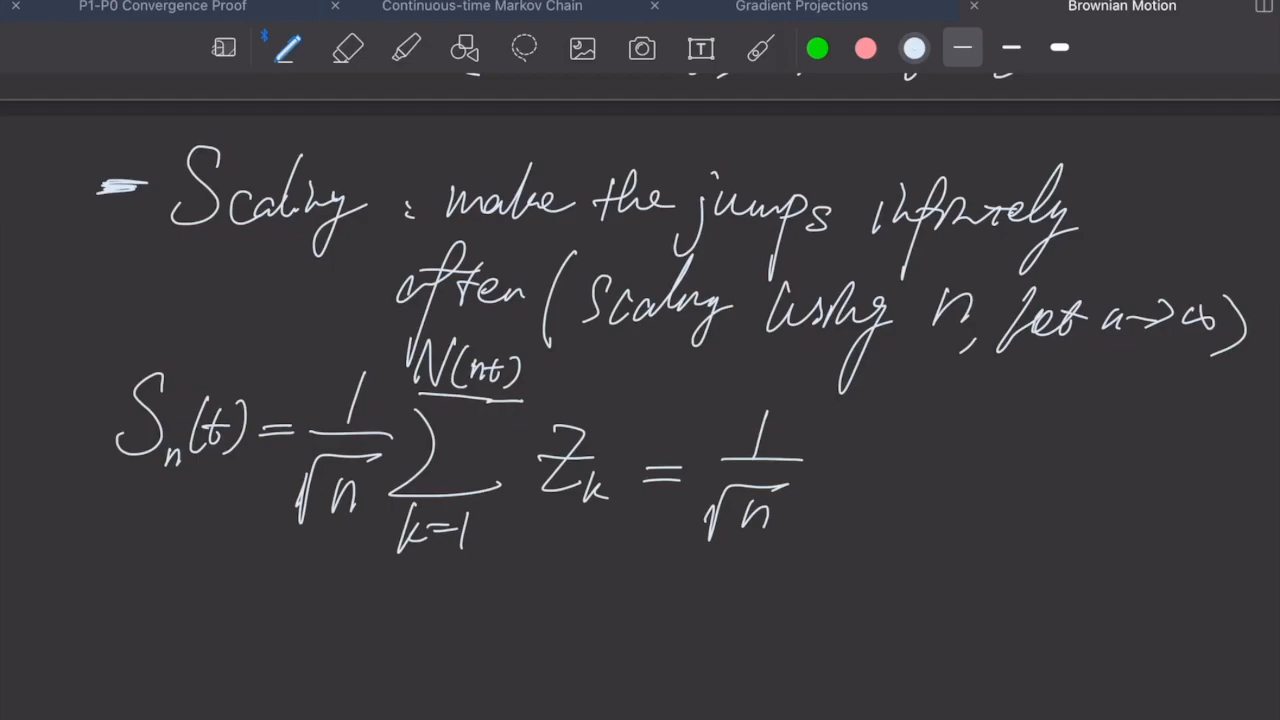 P1-P0 Convergence Proof Continuous-time Markov Chain Gradient Projections Brownian Motion
- Scaling : make the jumps infinitely
often (scaling using n, let n→∞)
S_n(t) = 1/√n ∑_{k=1}^{N(nt)} Z_k = 1/√n